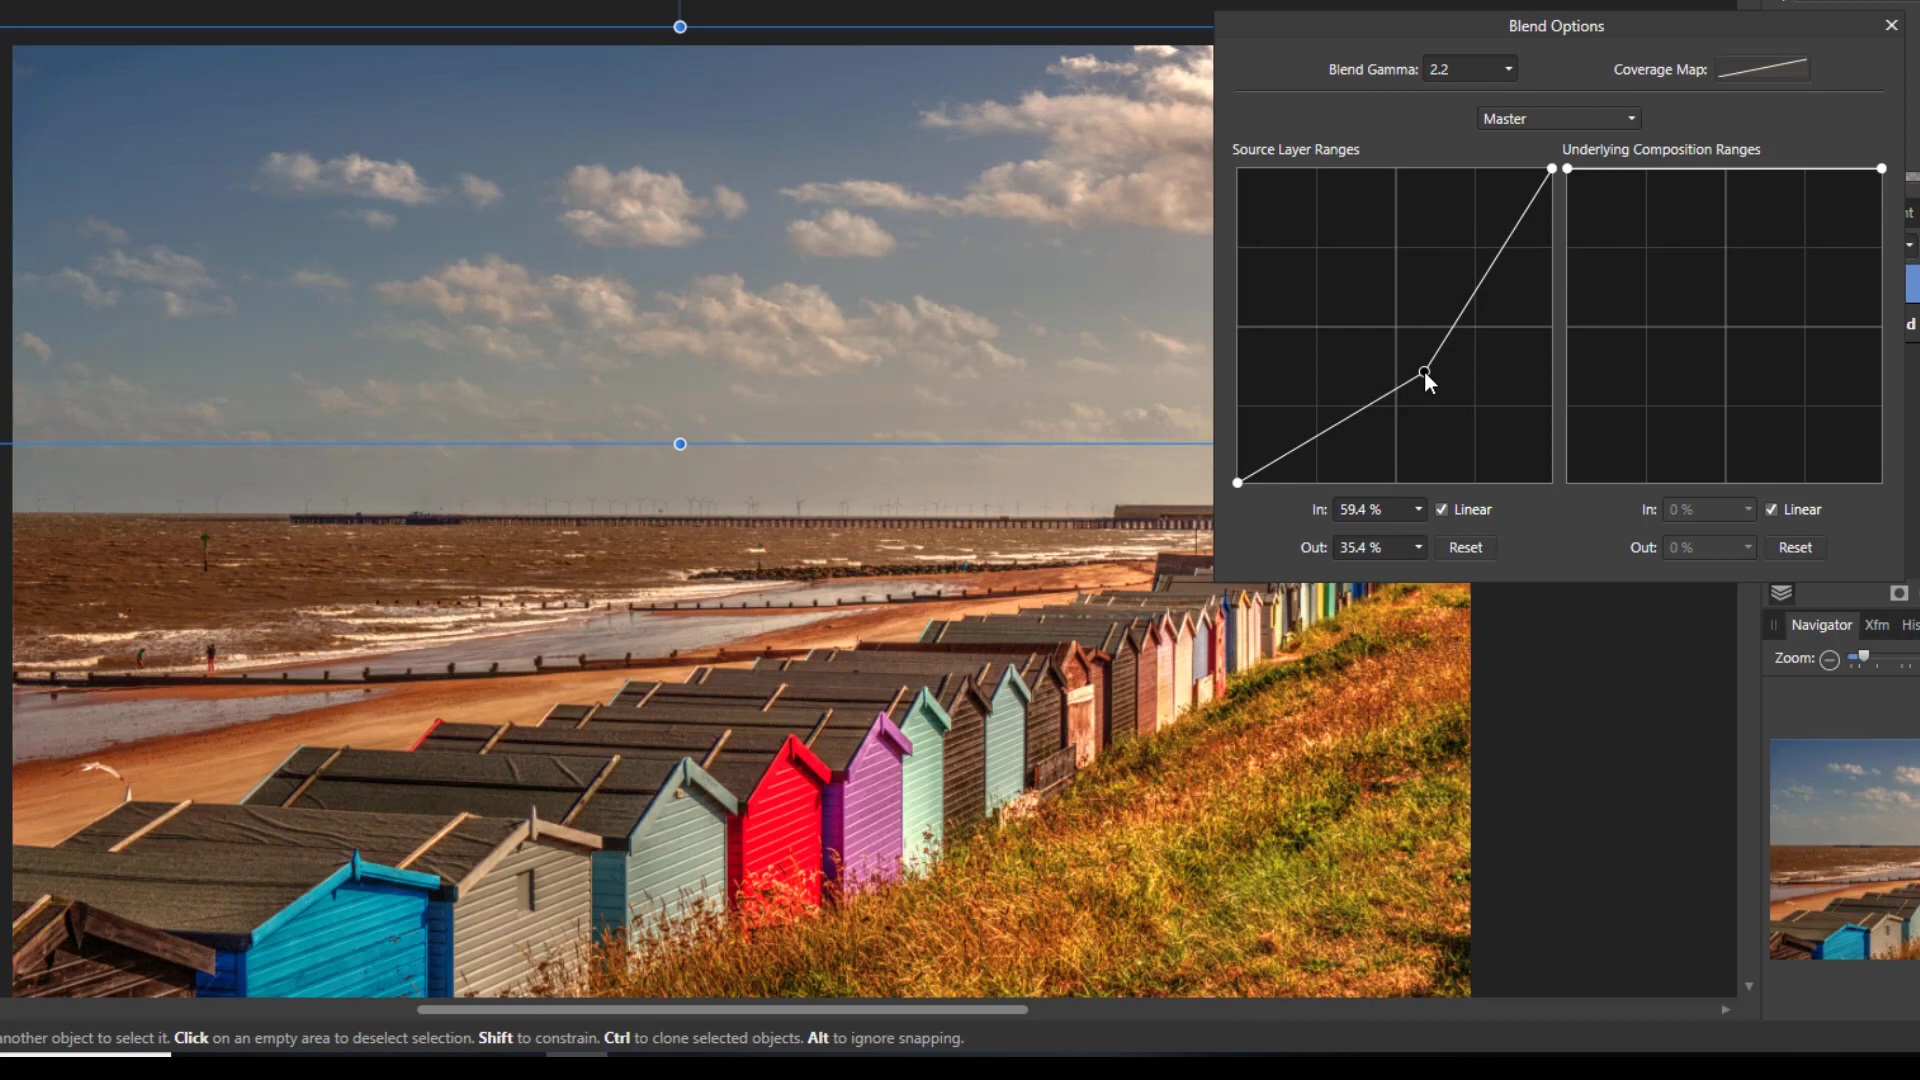 Blend Options
Blend Gamma: 2.2
Coverage Map:
Master
Source Layer Ranges
Underlying Composition Ranges
In: 59.4 %
Linear
In: 0 %
Linear
Out: 35.4 %
Reset
Out: 0 %
Reset
Navigator
Xfm
His
Zoom:
another object to select it. Click on an empty area to deselect selection. Shift to constrain. Ctrl to clone selected objects. Alt to ignore snapping.